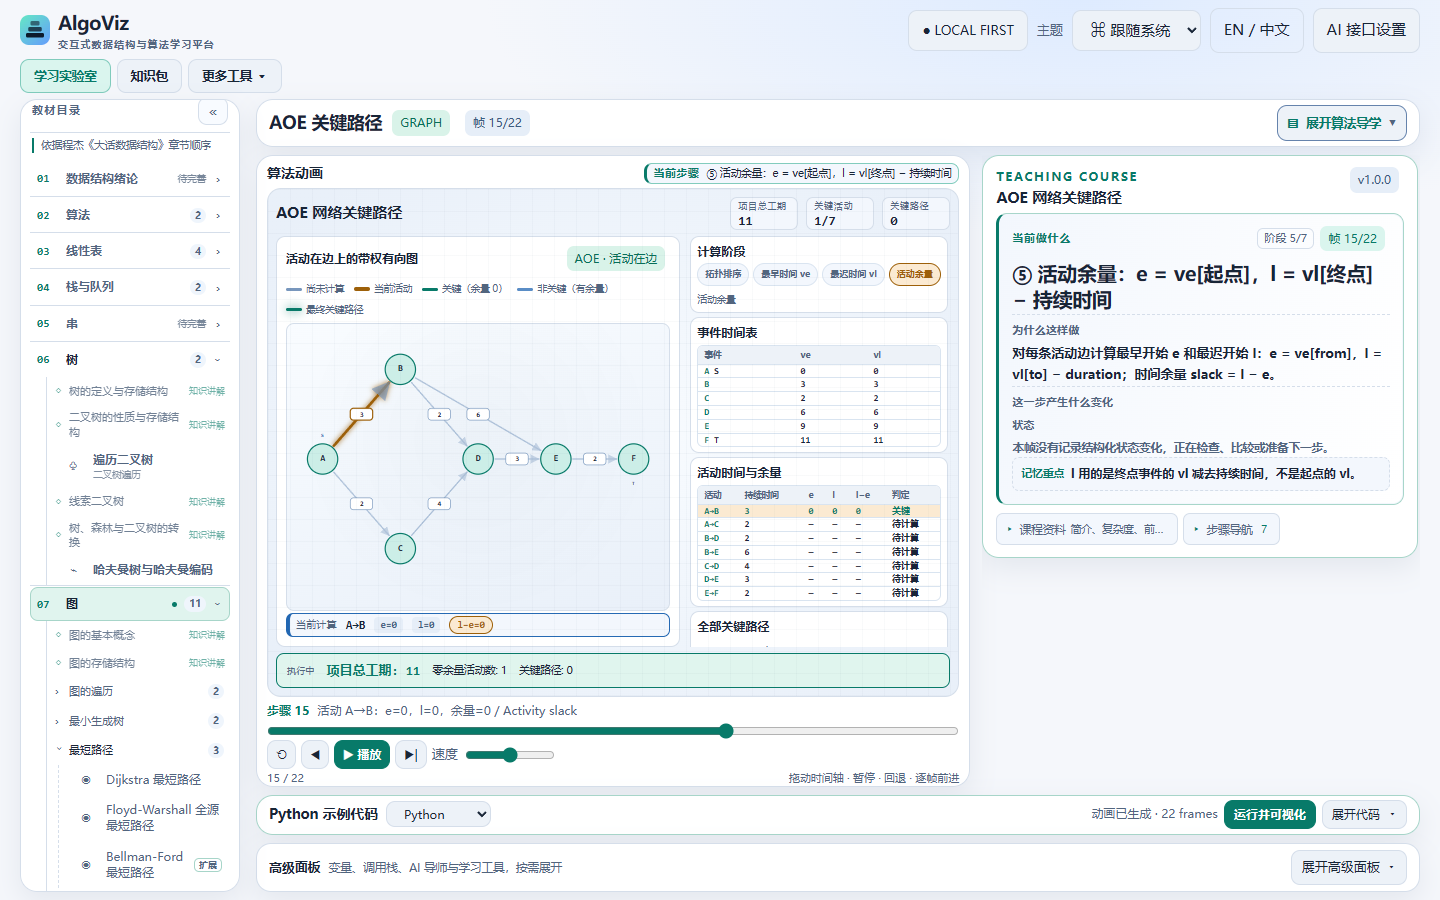 AlgoViz
交互式数据结构与算法学习平台
● LOCAL FIRST
主题
⌘ 跟随系统
EN / 中文
AI 接口设置
学习实验室
知识包
更多工具
教材目录
«
依据程杰《大话数据结构》章节顺序
01 数据结构绪论 待完善 ›
02 算法 2 ›
03 线性表 4 ›
04 栈与队列 2 ›
05 串 待完善 ›
06 树 2
树的定义与存储结构 知识讲解
二叉树的性质与存储结构 知识讲解
遍历二叉树
二叉树遍历
线索二叉树 知识讲解
树、森林与二叉树的转换 知识讲解
哈夫曼树与哈夫曼编码
07 图 • 11
图的基本概念 知识讲解
图的存储结构 知识讲解
› 图的遍历 2
› 最小生成树 2
最短路径 3
Dijkstra 最短路径
Floyd-Warshall 全源最短路径
Bellman-Ford 最短路径 扩展
AOE 关键路径
GRAPH
帧 15/22
展开算法导学 ▼
算法动画
当前步骤 ⑤ 活动余量：e = ve[起点]，l = vl[终点] − 持续时间
AOE 网络关键路径
项目总工期
11
关键活动
1/7
关键路径
0
活动在边上的带权有向图
AOE · 活动在边
尚未计算
当前活动
关键（余量 0）
非关键（有余量）
最终关键路径
B
3
2
6
A
D
3
E
2
F
2
4
C
当前计算 A→B e=0 l=0 l-e=0
计算阶段
拓扑排序
最早时间 ve
最迟时间 vl
活动余量
活动余量
事件时间表
事件 ve vl
A S 0 0
B 3 3
C 2 2
D 6 6
E 9 9
F T 11 11
活动时间与余量
活动 持续时间 e l l-e 判定
A→B 3 0 0 0 关键
A→C 2 — — — 待计算
B→D 2 — — — 待计算
B→E 6 — — — 待计算
C→D 4 — — — 待计算
D→E 3 — — — 待计算
E→F 2 — — — 待计算
全部关键路径
执行中 项目总工期: 11 零余量活动数: 1 关键路径: 0
步骤 15 活动 A→B：e=0，l=0，余量=0 / Activity slack
▶ 播放
速度
15 / 22
拖动时间轴 · 暂停 · 回退 · 逐帧前进
TEACHING COURSE
AOE 网络关键路径
v1.0.0
当前做什么
阶段 5/7
帧 15/22
⑤ 活动余量：e = ve[起点]，l = vl[终点]
− 持续时间
为什么这样做
对每条活动边计算最早开始 e 和最迟开始 l：e = ve[from]，l =
vl[to] − duration；时间余量 slack = l − e。
这一步产生什么变化
状态
本帧没有记录结构化状态变化，正在检查、比较或准备下一步。
记忆重点 l 用的是终点事件的 vl 减去持续时间，不是起点的 vl。
课程资料 简介、复杂度、前...
步骤导航 7
Python 示例代码
Python
动画已生成 · 22 frames
运行并可视化
展开代码
高级面板 变量、调用栈、AI 导师与学习工具，按需展开
展开高级面板